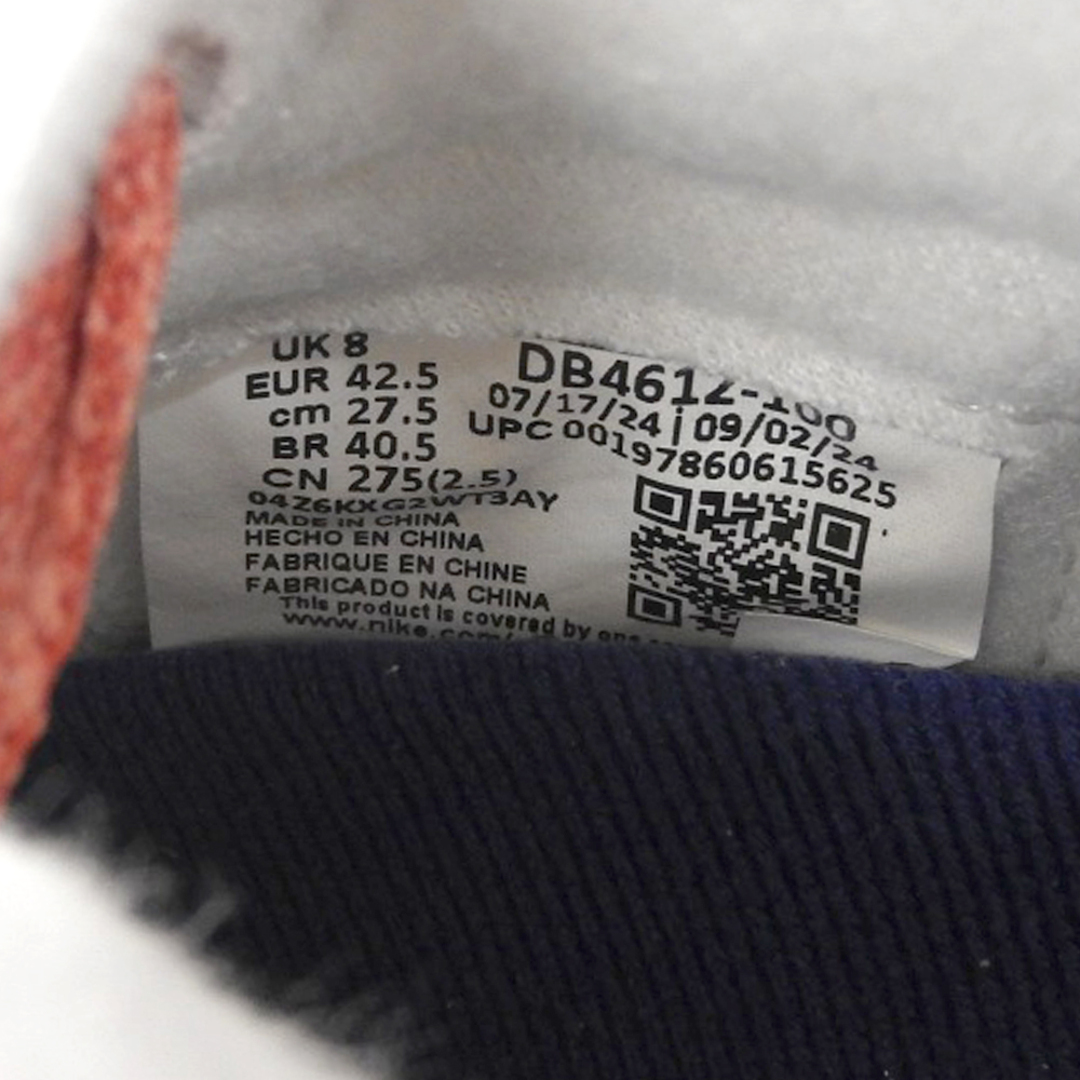 UK 8
EUR 42.5
cm 27.5
BR 40.5
CN 275(2.5)
04Z6KXG2WT3AY
MADE IN CHINA
HECHO EN CHINA
FABRIQUE EN CHINE
FABRICADO NA CHINA
This product is covered by one
www.nike.com/
DB4612-100
07/17/24 | 09/02/24
UPC 00197860615625